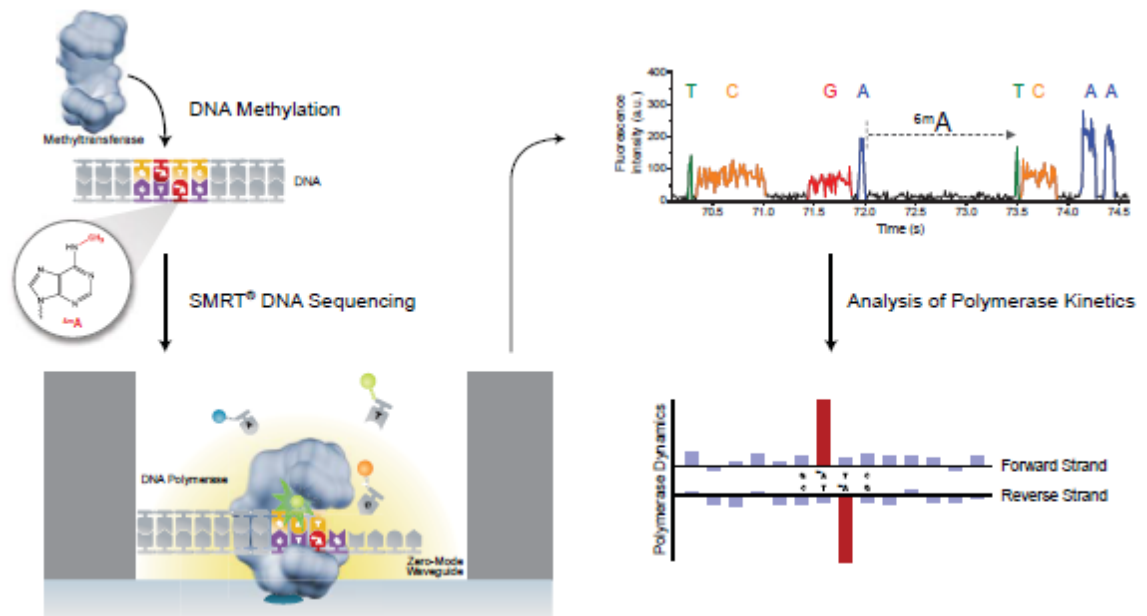 DNA Methylation
Methyltransferase
DNA
HN
CH₃
N
N
N
N
6mA
SMRT® DNA Sequencing
DNA Polymerase
Zero-Mode
Waveguide
Fluorescence
intensity (a.u.)
400
300
200
100
0
T C G A T C A A
6mA
70.5 71.0 71.5 72.0 72.5 73.0 73.5 74.0 74.5
Time (s)
Analysis of Polymerase Kinetics
Polymerase Dynamics
Forward Strand
Reverse Strand